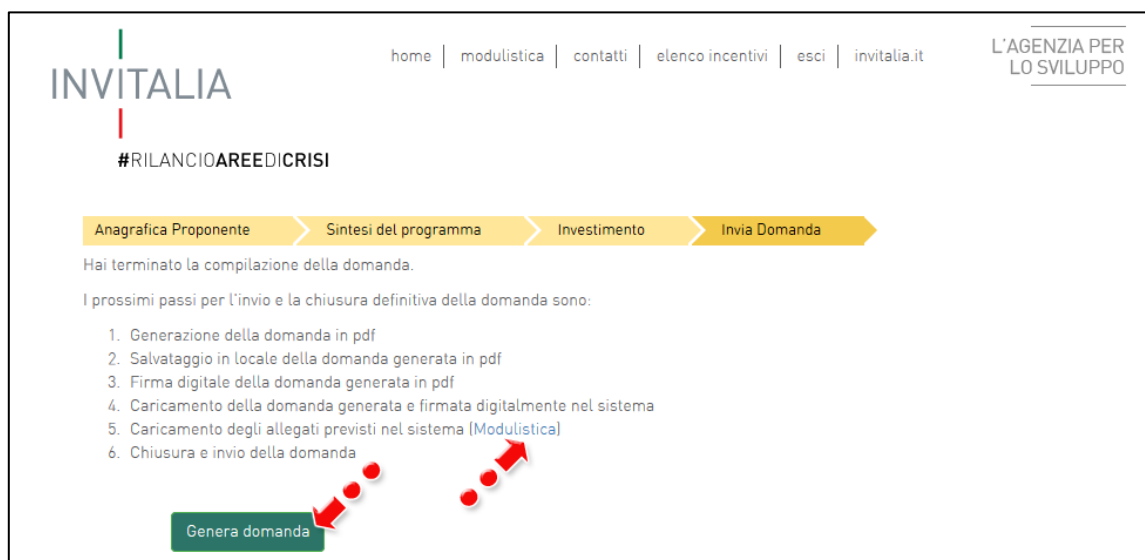 INVITALIA
home | modulistica | contatti | elenco incentivi | esci | invitalia.it
L'AGENZIA PER
LO SVILUPPO
#RILANCIOAREEDICRISI
Anagrafica Proponente
Sintesi del programma
Investimento
Invia Domanda
Hai terminato la compilazione della domanda.
I prossimi passi per l'invio e la chiusura definitiva della domanda sono:
1. Generazione della domanda in pdf
2. Salvataggio in locale della domanda generata in pdf
3. Firma digitale della domanda generata in pdf
4. Caricamento della domanda generata e firmata digitalmente nel sistema
5. Caricamento degli allegati previsti nel sistema (Modulistica)
6. Chiusura e invio della domanda
Genera domanda